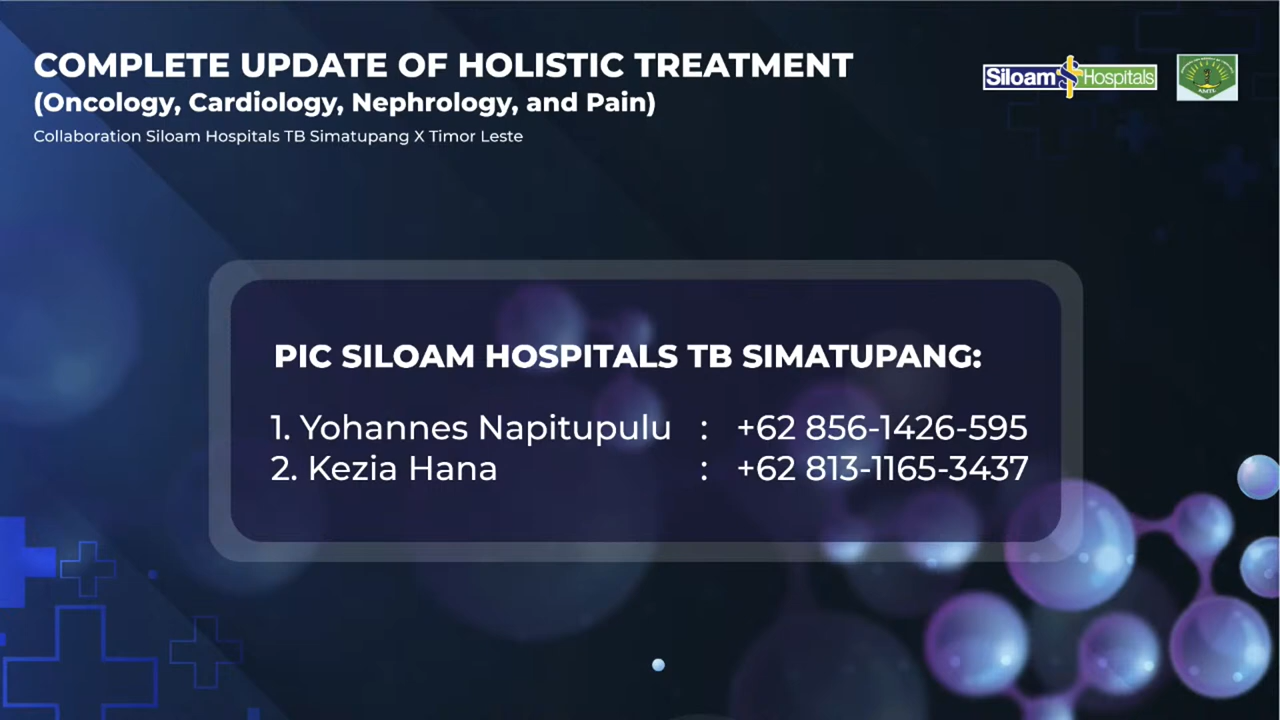 COMPLETE UPDATE OF HOLISTIC TREATMENT
(Oncology, Cardiology, Nephrology, and Pain)
Collaboration Siloam Hospitals TB Simatupang X Timor Leste
Siloam Hospitals
PIC SILOAM HOSPITALS TB SIMATUPANG:
1. Yohannes Napitupulu : +62 856-1426-595
2. Kezia Hana : +62 813-1165-3437